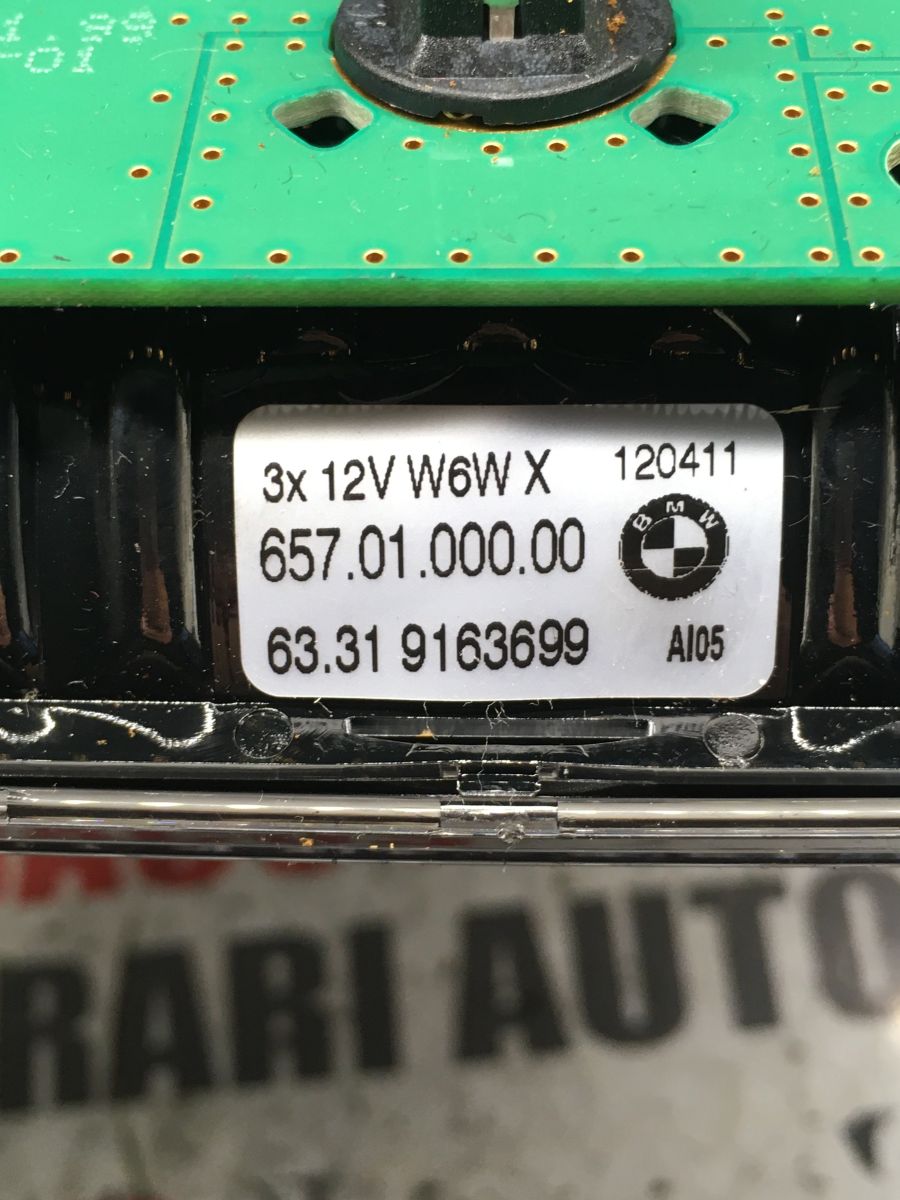 3x 12V W6W X
120411
657.01.000.00
BMW
63.31 9163699
AI05
RARI AUTO